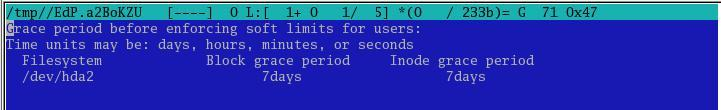 /tmp//EdP.a2BoKZU [----] 0 L:[ 1+ 0 1/ 5] *(0 / 233b)= G 71 0x47
Grace period before enforcing soft limits for users:
Time units may be: days, hours, minutes, or seconds
Filesystem Block grace period Inode grace period
/dev/hda2 7days 7days